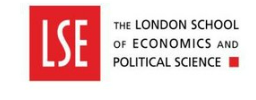 LSE
THE LONDON SCHOOL
OF ECONOMICS AND
POLITICAL SCIENCE